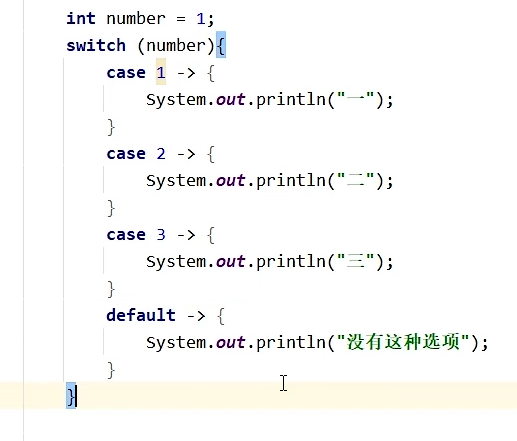 int number = 1;
switch (number){
case 1 -> {
System.out.println("一");
}
case 2 -> {
System.out.println("二");
}
case 3 -> {
System.out.println("三");
}
default -> {
System.out.println("没有这种选项");
}
}